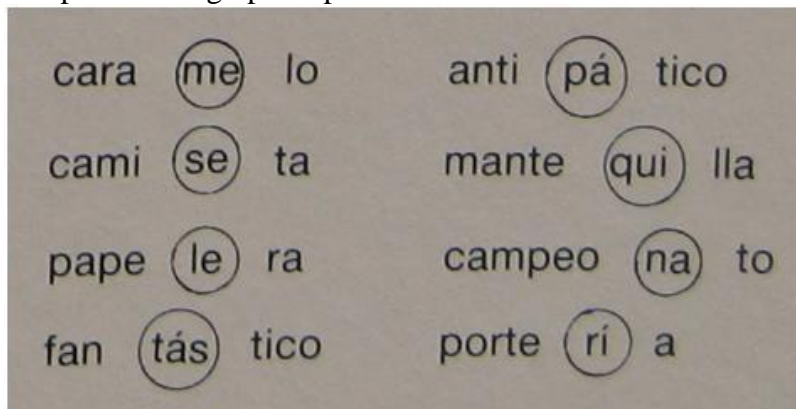 cara me lo
cami se ta
pape le ra
fan tás tico
anti pá tico
mante qui lla
campeo na to
porte rí a